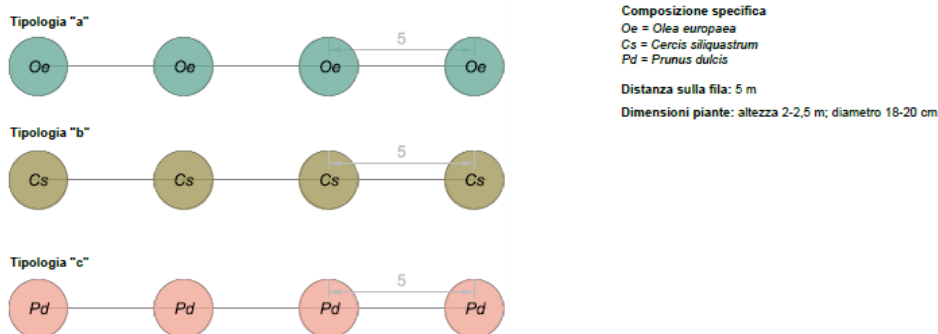 Tipologia "a"
Oe Oe Oe Oe
5
Tipologia "b"
Cs Cs Cs Cs
5
Tipologia "c"
Pd Pd Pd Pd
5
Composizione specifica
Oe = Olea europaea
Cs = Cercis siliquastrum
Pd = Prunus dulcis
Distanza sulla fila: 5 m
Dimensioni piante: altezza 2-2,5 m; diametro 18-20 cm